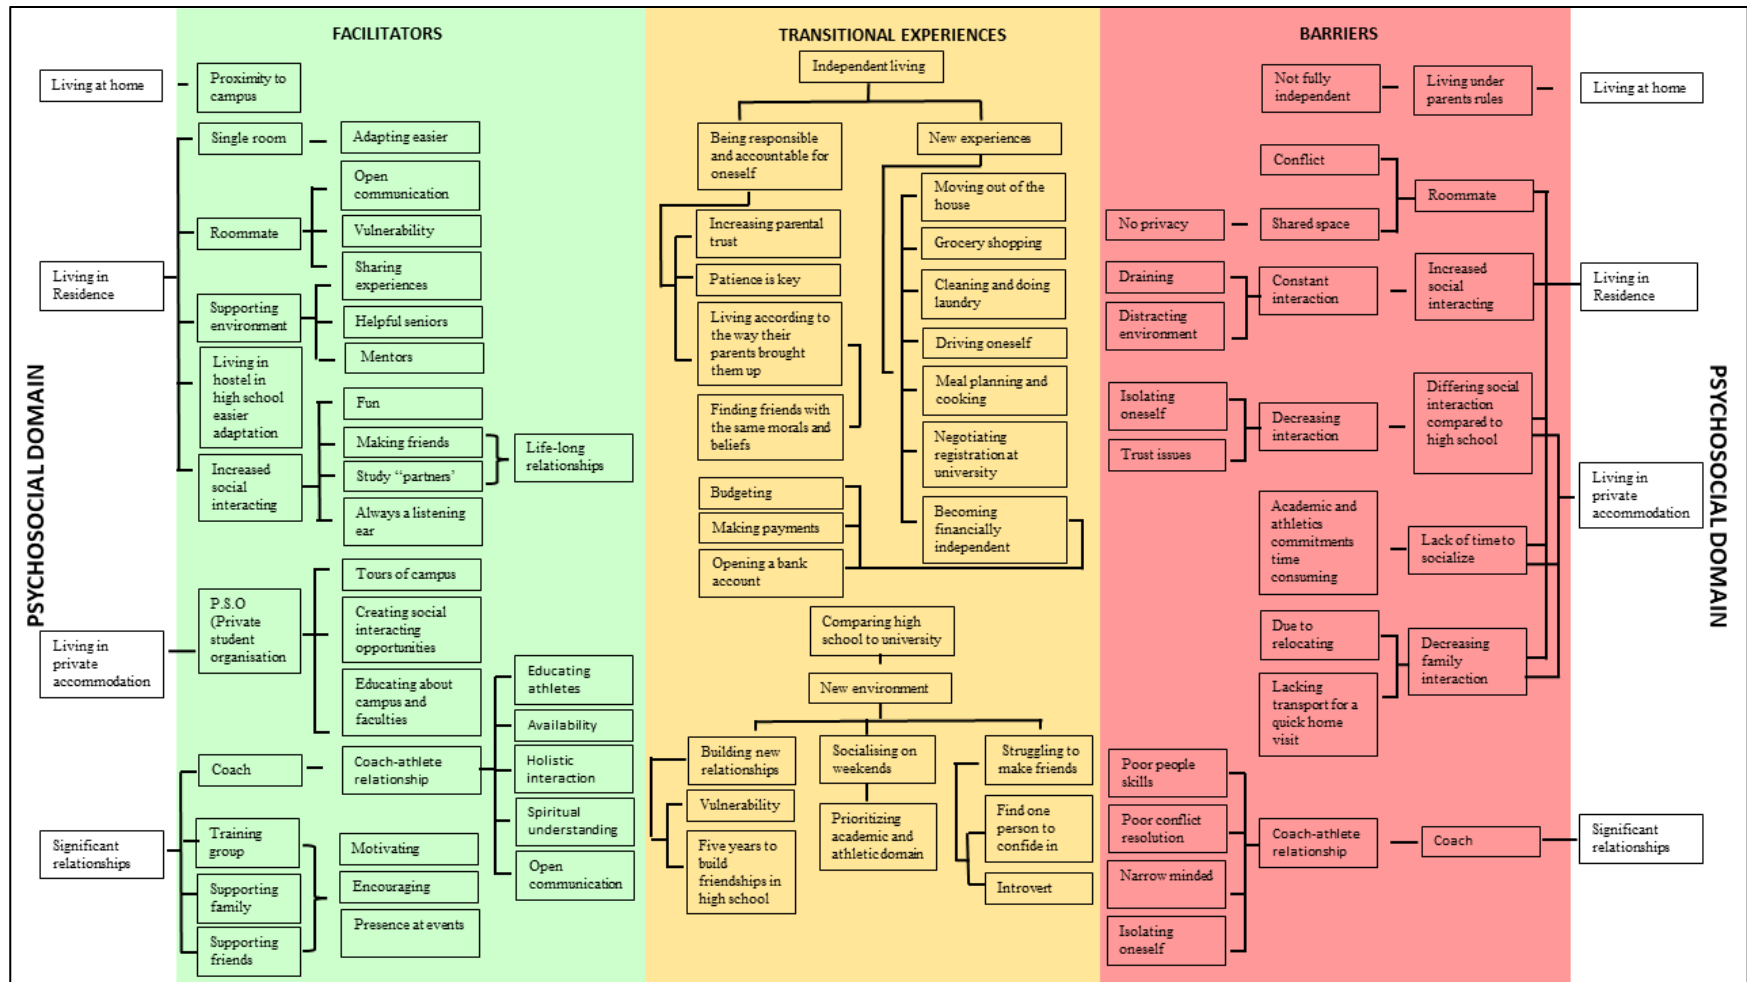 FACILITATORS
TRANSITIONAL EXPERIENCES
BARRIERS
PSYCHOSOCIAL DOMAIN
Living at home
Proximity to
campus
Living in
Residence
Single room
Adapting easier
Roommate
Open
communication
Vulnerability
Sharing
experiences
Supporting
environment
Helpful seniors
Mentors
Living in
hostel in
high school
easier
adaptation
Increased
social
interacting
Fun
Making friends
Study “partners’
Always a listening
ear
Life-long
relationships
Living in
private
accommodation
P.S.O
(Private
student
organisation
Tours of campus
Creating social
interacting
opportunities
Educating about
campus and
faculties
Significant
relationships
Coach
Coach-athlete
relationship
Educating
athletes
Availability
Holistic
interaction
Spiritual
understanding
Open
communication
Training
group
Supporting
family
Supporting
friends
Motivating
Encouraging
Presence at events
Independent living
Being responsible
and accountable for
oneself
Increasing parental
trust
Patience is key
Living according to
the way their
parents brought
them up
Finding friends with
the same morals and
beliefs
New experiences
Moving out of the
house
Grocery shopping
Cleaning and doing
laundry
Driving oneself
Meal planning and
cooking
Negotiating
registration at
university
Becoming
financially
independent
Budgeting
Making payments
Opening a bank
account
Comparing high
school to university
New environment
Building new
relationships
Vulnerability
Five years to
build
friendships in
high school
Socialising on
weekends
Prioritizing
academic and
athletic domain
Struggling to
make friends
Find one
person to
confide in
Introvert
Not fully
independent
Living under
parents rules
Living at home
Conflict
No privacy
Shared space
Roommate
Draining
Distracting
environment
Constant
interaction
Increased
social
interacting
Living in
Residence
Isolating
oneself
Trust issues
Decreasing
interaction
Differing social
interaction
compared to
high school
Living in
private
accommodation
Academic and
athletics
commitments
time
consuming
Lack of time to
socialize
Due to
relocating
Lacking
transport for a
quick home
visit
Decreasing
family
interaction
Poor people
skills
Poor conflict
resolution
Narrow minded
Isolating
oneself
Coach-athlete
relationship
Coach
Significant
relationships
PSYCHOSOCIAL DOMAIN